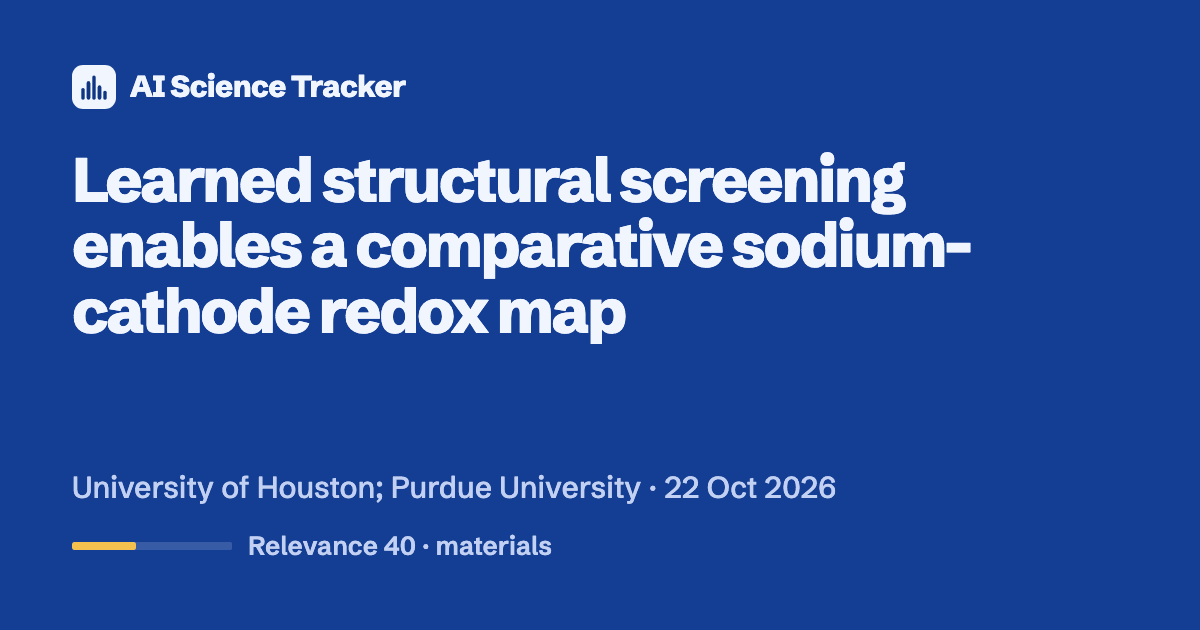 AI Science Tracker
Learned structural screening
enables a comparative sodium-
cathode redox map
University of Houston; Purdue University · 22 Oct 2026
Relevance 40 · materials